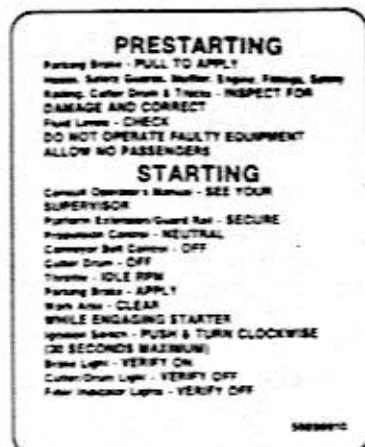 PRESTARTING
Parking Brake - PULL TO APPLY
Hoses, Safety Guards, Muffler, Engine, Fittings, Safety
Railing, Cutter Drum & Tracks - INSPECT FOR
DAMAGE AND CORRECT
Fluid Levels - CHECK
DO NOT OPERATE FAULTY EQUIPMENT
ALLOW NO PASSENGERS
STARTING
Consult Operator's Manual - SEE YOUR
SUPERVISOR
Platform Extension/Guard Rail - SECURE
Propulsion Control - NEUTRAL
Conveyor Belt Control - OFF
Cutter Drum - OFF
Throttle - IDLE RPM
Parking Brake - APPLY
Work Area - CLEAR
WHILE ENGAGING STARTER
Ignition Switch - PUSH & TURN CLOCKWISE
(30 SECONDS MAXIMUM)
Brake Light - VERIFY ON
Cutter/Drum Light - VERIFY OFF
Filter Indicator Lights - VERIFY OFF